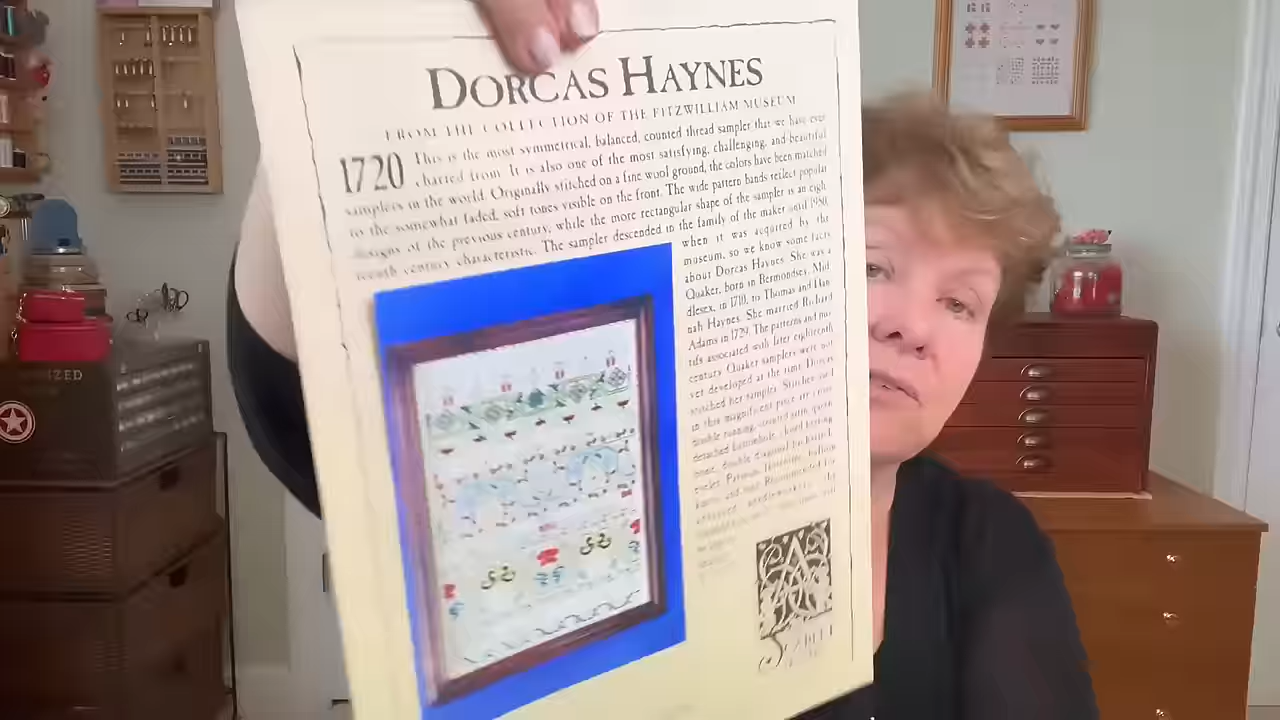 DORCAS HAYNES
FROM THE COLLECTION OF THE FITZWILLIAM MUSEUM
1720 This is the most symmetrical, balanced, counted thread sampler that we have ever
charted from. It is also one of the most satisfying, challenging, and beautiful
samplers in the world. Originally stitched on a fine wool ground, the colors have been matched
to the somewhat faded, soft tones visible on the front. The wide pattern bands reflect popular
designs of the previous century, while the more rectangular shape of the sampler is an eigh
teenth century characteristic. The sampler descended in the family of the maker until 1980,
when it was acquired by the
museum, so we know some facts
about Dorcas Haynes. She was a
Quaker, born in Bermondsey, Mid
dlesex, in 1710, to Thomas and Han
nah Haynes. She married Richard
Adams in 1729. The patterns and mo
tifs associated with later eighteenth
century Quaker samplers were not
yet developed at the time Dorcas
stitched her sampler. Stitches used
in this magnificent piece are cross,
double running,
detached buttonhole,
double
IZED